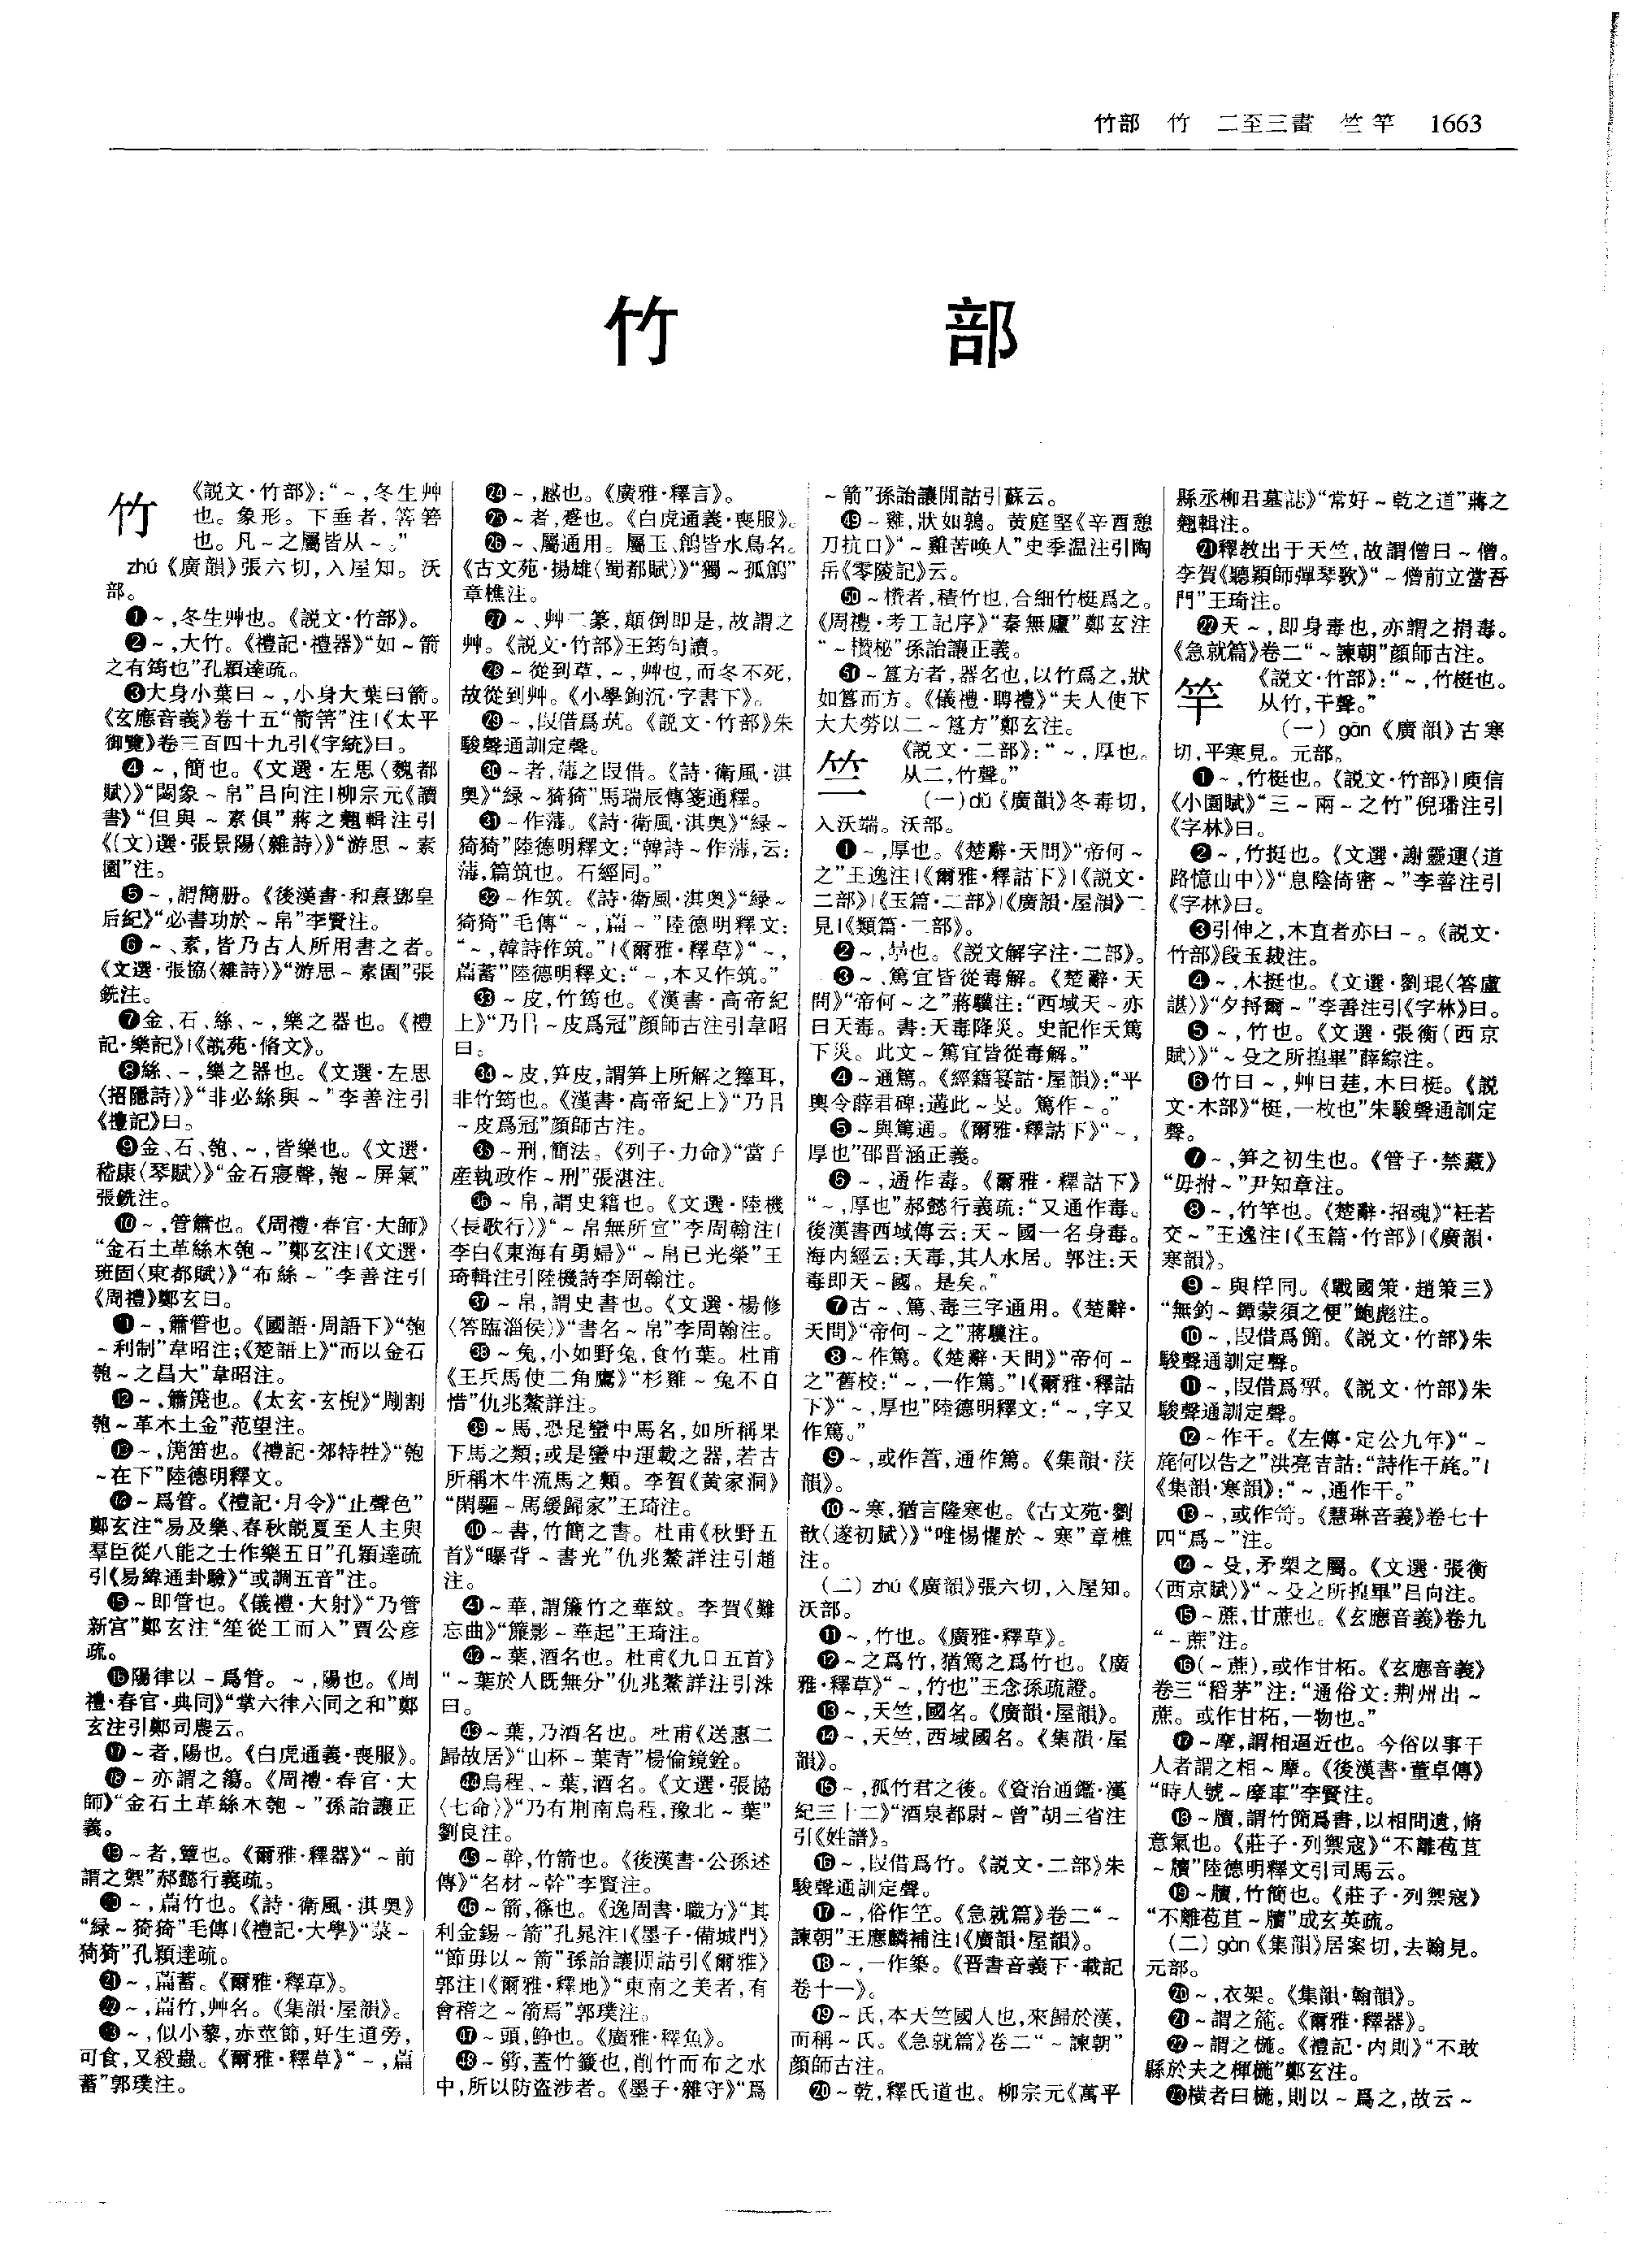 竹部　竹　二至三畫　竺竿　1663
竹　部
竹
《説文·竹部》：“～，冬生艸
也。象形。下垂者，箁箬
也。凡～之屬皆从～。”
zhú《廣韻》張六切，入屋知。沃
部。
❶～，冬生艸也。《説文·竹部》。
❷～，大竹。《禮記·禮器》“如～箭
之有筠也”孔穎達疏。
❸大身小葉曰～，小身大葉曰箭。
《玄應音義》卷十五“箭筈”注|《太平
御覽》卷三百四十九引《字統》曰。
❹～，簡也。《文選·左思〈魏都
賦〉》“闕象～帛”吕向注|柳宗元《讀
書》“但與～素俱”蔣之翹輯注引
《(文)選·張景陽〈雜詩〉》“游思～素
園”注。
❺～，謂簡册。《後漢書·和熹鄧皇
后紀》“必書功於～帛”李賢注。
❻～、素，皆乃古人所用書之者。
《文選·張協〈雜詩〉》“游思～素園”張
銑注。
❼金、石、絲、～，樂之器也。《禮
記·樂記》|《説苑·脩文》。
❽絲、～，樂之器也。《文選·左思
〈招隱詩〉》“非必絲與～”李善注引
《禮記》曰。
❾金、石、匏、～，皆樂也。《文選·
嵇康〈琴賦〉》“金石寢聲，匏～屏氣”
張銑注。
❿～，管簫也。《周禮·春官·大師》
“金石土革絲木匏～”鄭玄注|《文選·
班固〈東都賦〉》“布絲～”李善注引
《周禮》鄭玄曰。
⓫～，簫管也。《國語·周語下》“匏
～利制”韋昭注；《楚語上》“而以金石
匏～之昌大”韋昭注。
⓬～，簫箎也。《太玄·玄棿》“剛割
匏～革木土金”范望注。
⓭～，篪笛也。《禮記·郊特牲》“匏
～在下”陸德明釋文。
⓮～爲管。《禮記·月令》“止聲色”
鄭玄注“易及樂、春秋説夏至人主與
羣臣從八能之士作樂五日”孔穎達疏
引《易緯通卦驗》“或調五音”注。
⓯～即管也。《儀禮·大射》“乃管
新宫”鄭玄注“笙從工而入”賈公彦
疏。
⓰陽律以～爲管。～，陽也。《周
禮·春官·典同》“掌六律六同之和”鄭
玄注引鄭司農云。
⓱～者，陽也。《白虎通義·喪服》。
⓲～亦謂之簜。《周禮·春官·大
師》“金石土革絲木匏～”孫詒讓正
義。
⓳～者，簟也。《爾雅·釋器》“～前
謂之禦”郝懿行義疏。
⓴～，萹竹也。《詩·衛風·淇奥》
“緑～猗猗”毛傳|《禮記·大學》“菉～
猗猗”孔穎達疏。
㉑～，萹蓄。《爾雅·釋草》。
㉒～，萹竹，艸名。《集韻·屋韻》。
㉓～，似小藜，赤莖節，好生道旁，
可食，又殺蟲。《爾雅·釋草》“～，萹
蓄”郭璞注。
㉔～，慼也。《廣雅·釋言》。
㉕～者，蹙也。《白虎通義·喪服》。
㉖～、屬通用。屬玉、鸀皆水鳥名。
《古文苑·揚雄〈蜀都賦〉》“獨～孤鶬”
章樵注。
㉗～、艸二篆，顛倒即是，故謂之
艸。《説文·竹部》王筠句讀。
㉘～從到草，～，艸也，而冬不死，
故從到艸。《小學鉤沉·字書下》。
㉙～，叚借爲筑。《説文·竹部》朱
駿聲通訓定聲。
㉚～者，薄之叚借。《詩·衛風·淇
奥》“緑～猗猗”馬瑞辰傳箋通釋。
㉛～作薄。《詩·衛風·淇奥》“緑～
猗猗”陸德明釋文：“韓詩～作薄，云：
薄，篇筑也。石經同。”
㉜～作筑。《詩·衛風·淇奥》“緑～
猗猗”毛傳“～，萹～”陸德明釋文：
“～，韓詩作筑。”|《爾雅·釋草》“～，
萹蓄”陸德明釋文：“～，本又作筑。”
㉝～皮，竹筠也。《漢書·高帝紀
上》“乃以～皮爲冠”顔師古注引韋昭
曰。
㉞～皮，笋皮，謂笋上所解之籜耳，
非竹筠也。《漢書·高帝紀上》“乃以
～皮爲冠”顔師古注。
㉟～刑，簡法。《列子·力命》“當子
産執政作～刑”張湛注。
㊱～帛，謂史籍也。《文選·陸機
〈長歌行〉》“～帛無所宣”李周翰注|
李白《東海有勇婦》“～帛已光榮”王
琦輯注引陸機詩李周翰注。
㊲～帛，謂史書也。《文選·楊修
〈答臨淄侯〉》“書名～帛”李周翰注。
㊳～兔，小如野兔，食竹葉。杜甫
《王兵馬使二角鷹》“杉雞～兔不自
惜”仇兆鰲詳注。
㊴～馬，恐是蠻中馬名，如所稱果
下馬之類；或是蠻中運載之器，若古
所稱木牛流馬之類。李賀《黄家洞》
“閑驅～馬緩歸家”王琦注。
㊵～書，竹簡之書。杜甫《秋野五
首》“曝背～書光”仇兆鰲詳注引趙
注。
㊶～華，謂簾竹之華紋。李賀《難
忘曲》“簾影～華起”王琦注。
㊷～葉，酒名也。杜甫《九日五首》
“～葉於人既無分”仇兆鰲詳注引洙
曰。
㊸～葉，乃酒名也。杜甫《送惠二
歸故居》“山杯～葉青”楊倫鏡銓。
㊹烏程、～葉，酒名。《文選·張協
〈七命〉》“乃有荆南烏程，豫北～葉”
劉良注。
㊺～幹，竹箭也。《後漢書·公孫述
傳》“名材～幹”李賢注。
㊻～箭，篠也。《逸周書·職方》“其
利金錫～箭”孔晁注|《墨子·備城門》
“節毋以～箭”孫詒讓閒詁引《爾雅》
郭注|《爾雅·釋地》“東南之美者，有
會稽之～箭焉”郭璞注。
㊼～頭，䱎也。《廣雅·釋魚》。
㊽～箭，蓋竹籤也，削竹而布之水
中，所以防盗涉者。《墨子·雜守》“爲
～箭”孫詒讓閒詁引蘇云。
㊾～雞，狀如鶉。黄庭堅《辛酉憩
刀抗口》“～雞苦唤人”史季温注引陶
岳《零陵記》云。
㊿～欑者，積竹也，合細竹梃爲之。
《周禮·考工記序》“秦無廬”鄭玄注
“～欑柲”孫詒讓正義。
51～簋方者，器名也，以竹爲之，狀
如簋而方。《儀禮·聘禮》“夫人使下
大夫勞以二～簋方”鄭玄注。
竺
《説文·二部》：“～，厚也。
从二，竹聲。”
(一)dǔ《廣韻》冬毒切，
入沃端。沃部。
❶～，厚也。《楚辭·天問》“帝何～
之”王逸注|《爾雅·釋詁下》|《説文·
二部》|《玉篇·二部》|《廣韻·屋韻》二
見|《類篇·二部》。
❷～，𥫣也。《説文解字注·二部》。
❸～、篤宜皆從毒解。《楚辭·天
問》“帝何～之”蔣驥注：“西域天～亦
曰天毒。書：天毒降災。史記作天篤
下災。此文～篤宜皆從毒解。”
❹～通篤。《經籍籑詁·屋韻》：“平
輿令薛君碑：遘此～旻。篤作～。”
❺～與篤通。《爾雅·釋詁下》“～，
厚也”邵晋涵正義。
❻～，通作毒。《爾雅·釋詁下》
“～，厚也”郝懿行義疏：“又通作毒。
後漢書西域傳云：天～國一名身毒。
海内經云：天毒，其人水居。郭注：天
毒即天～國。是矣。”
❼古～、篤、毒三字通用。《楚辭·
天問》“帝何～之”蔣驥注。
❽～作篤。《楚辭·天問》“帝何～
之”舊校：“～，一作篤。”|《爾雅·釋詁
下》“～，厚也”陸德明釋文：“～，字又
作篤。”
❾～，或作䈞，通作篤。《集韻·𣵽
韻》。
❿～寒，猶言隆寒也。《古文苑·劉
歆〈遂初賦〉》“唯惕懼於～寒”章樵
注。
(二)zhú《廣韻》張六切，入屋知。
沃部。
⓫～，竹也。《廣雅·釋草》。
⓬～之爲竹，猶篤之爲竹也。《廣
雅·釋草》“～，竹也”王念孫疏證。
⓭～，天竺，國名。《廣韻·屋韻》。
⓮～，天竺，西域國名。《集韻·屋
韻》。
⓯～，孤竹君之後。《資治通鑑·漢
紀三十二》“酒泉都尉～曾”胡三省注
引《姓譜》。
⓰～，叚借爲竹。《説文·二部》朱
駿聲通訓定聲。
⓱～，俗作笁。《急就篇》卷二“～
諫朝”王應麟補注|《廣韻·屋韻》。
⓲～，一作築。《晋書音義下·載記
卷十一》。
⓳～氏，本天竺國人也，來歸於漢，
而稱～氏。《急就篇》卷二“～諫朝”
顔師古注。
⓴～乾，釋氏道也。柳宗元《萬平
縣丞柳君墓誌》“常好～乾之道”蔣之
翹輯注。
㉑釋教出于天竺，故謂僧曰～僧。
李賀《聽穎師彈琴歌》“～僧前立當吾
門”王琦注。
㉒天～，即身毒也，亦謂之捐毒。
《急就篇》卷二“～諫朝”顔師古注。
竿
《説文·竹部》：“～，竹梃也。
从竹，干聲。”
(一)gān《廣韻》古寒
切，平寒見。元部。
❶～，竹梃也。《説文·竹部》|庾信
《小園賦》“三～兩～之竹”倪璠注引
《字林》曰。
❷～，竹挺也。《文選·謝靈運〈道
路憶山中〉》“息陰倚密～”李善注引
《字林》曰。
❸引伸之，木直者亦曰～。《説文·
竹部》段玉裁注。
❹～，木挺也。《文選·劉琨〈答盧
諶〉》“夕捋爾～”李善注引《字林》曰。
❺～，竹也。《文選·張衡〈西京
賦〉》“～殳之所揘畢”薛綜注。
❻竹曰～，艸曰莛，木曰梃。《説
文·木部》“梃，一枚也”朱駿聲通訓定
聲。
❼～，笋之初生也。《管子·禁藏》
“毋拊～”尹知章注。
❽～，竹竿也。《楚辭·招魂》“衽若
交～”王逸注|《玉篇·竹部》|《廣韻·
寒韻》。
❾～與桿同。《戰國策·趙策三》
“無釣～鐔蒙須之便”鮑彪注。
❿～，叚借爲簡。《説文·竹部》朱
駿聲通訓定聲。
⓫～，叚借爲𥬯。《説文·竹部》朱
駿聲通訓定聲。
⓬～作干。《左傳·定公九年》“～
旄何以告之”洪亮吉詁：“詩作干旄。”|
《集韻·寒韻》：“～，通作干。”
⓭～，或作笴。《慧琳音義》卷七十
四“爲～”注。
⓮～殳，矛槊之屬。《文選·張衡
〈西京賦〉》“～殳之所揘畢”吕向注。
⓯～蔗，甘蔗也。《玄應音義》卷九
“～蔗”注。
⓰(～蔗)，或作甘柘。《玄應音義》
卷三“稻茅”注：“通俗文：荆州出～
蔗。或作甘柘，一物也。”
⓱～摩，謂相逼近也。今俗以事干
人者謂之相～摩。《後漢書·董卓傳》
“時人號～摩車”李賢注。
⓲～牘，謂竹簡爲書，以相問遺，脩
意氣也。《莊子·列禦寇》“不離苞苴
～牘”陸德明釋文引司馬云。
⓳～牘，竹簡也。《莊子·列禦寇》
“不離苞苴～牘”成玄英疏。
(二)gàn《集韻》居案切，去翰見。
元部。
⓴～，衣架。《集韻·翰韻》。
㉑～謂之箷。《爾雅·釋器》。
㉒～謂之椸。《禮記·内則》“不敢
縣於夫之楎椸”鄭玄注。
㉓横者曰椸，則以～爲之，故云～